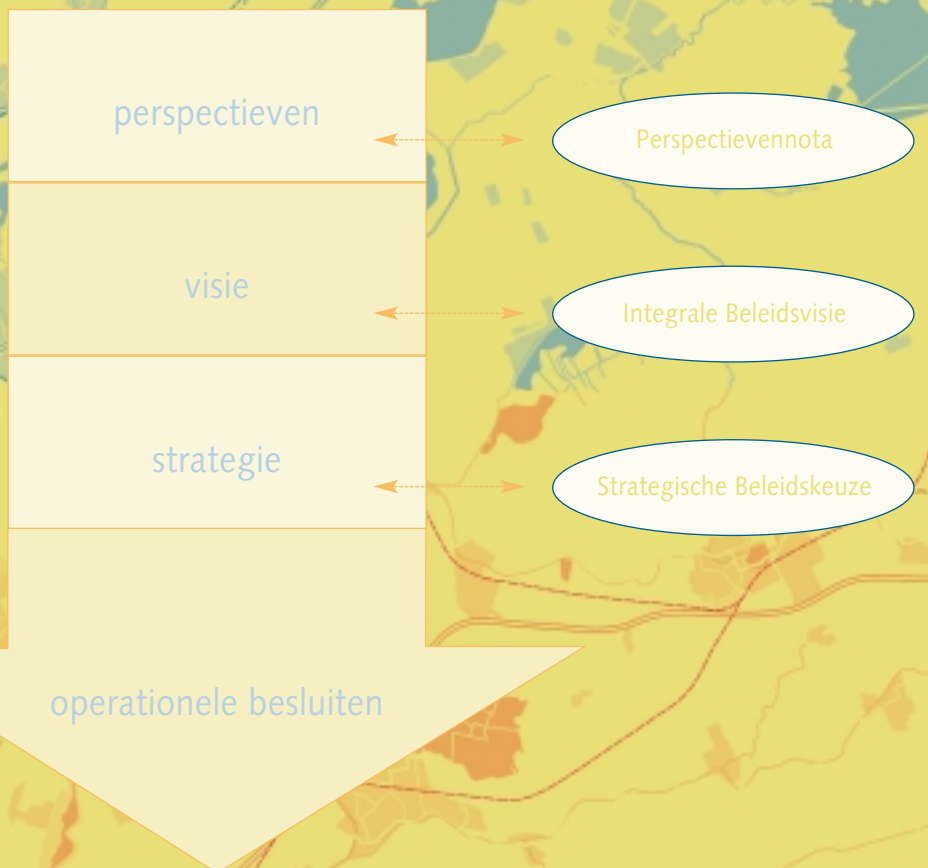 perspectieven
Perspectievennota
visie
Integrale Beleidsvisie
strategie
Strategische Beleidskeuze
operationele besluiten